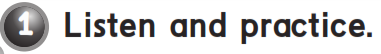 1 Listen and practice.